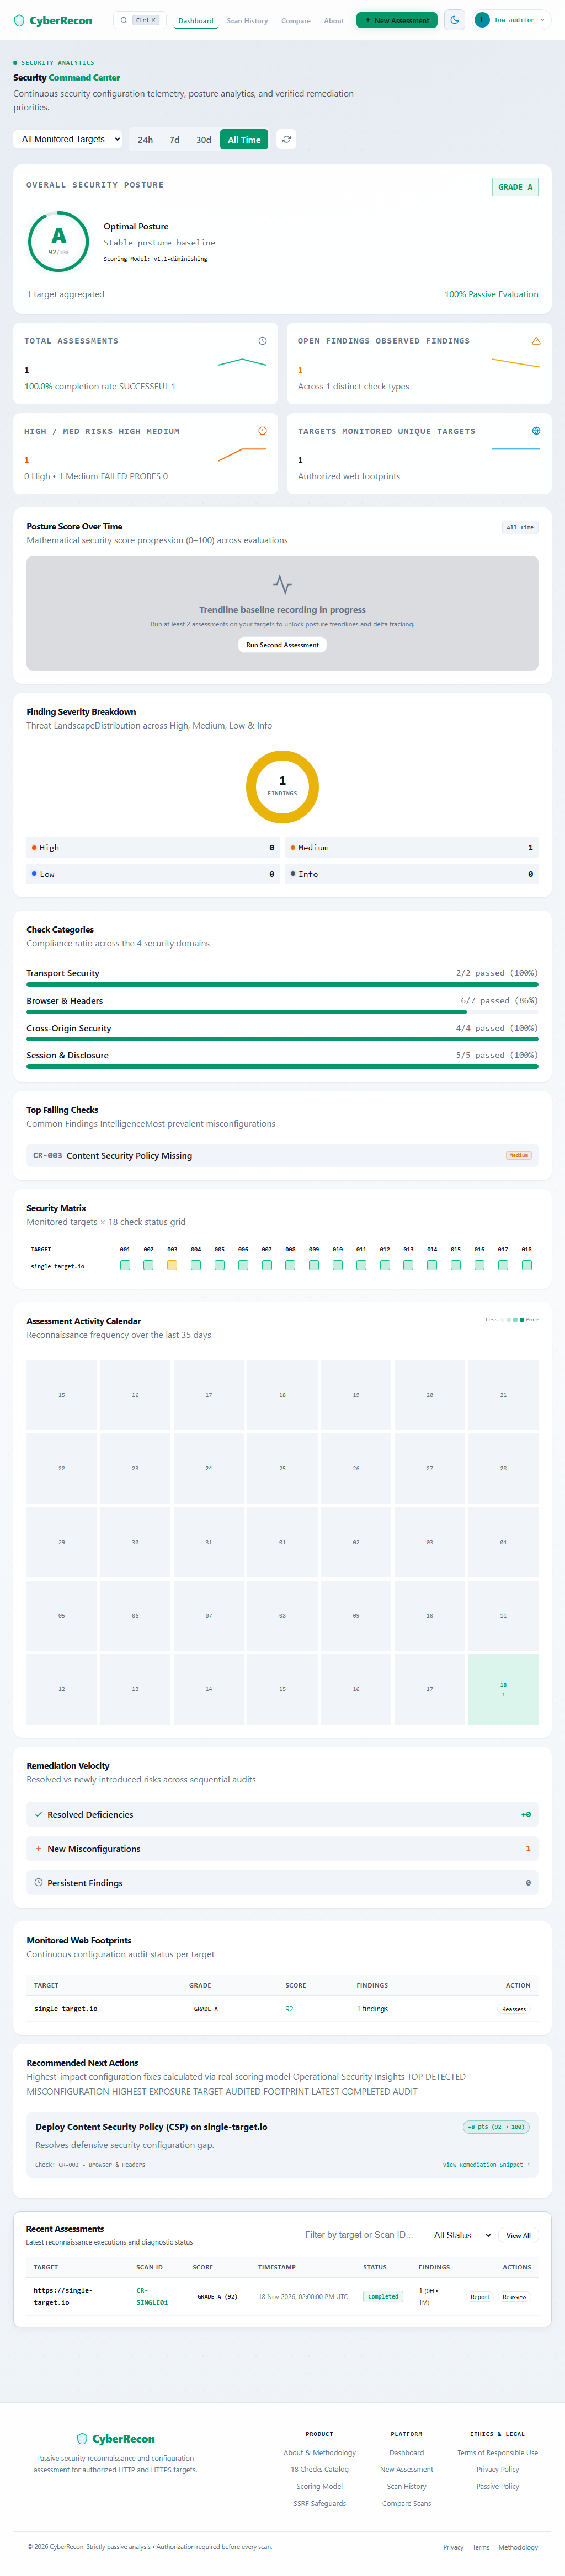 CyberRecon
Ctrl K
Dashboard
Scan History
Compare
About
+ New Assessment
L
low_auditor
SECURITY ANALYTICS
Security Command Center
Continuous security configuration telemetry, posture analytics, and verified remediation
priorities.
All Monitored Targets
24h
7d
30d
All Time
OVERALL SECURITY POSTURE
GRADE A
A
92/100
Optimal Posture
Stable posture baseline
Scoring Model: v1.1-diminishing
1 target aggregated
100% Passive Evaluation
TOTAL ASSESSMENTS
1
100.0% completion rate SUCCESSFUL 1
OPEN FINDINGS OBSERVED FINDINGS
1
Across 1 distinct check types
HIGH / MED RISKS HIGH MEDIUM
1
0 High • 1 Medium FAILED PROBES 0
TARGETS MONITORED UNIQUE TARGETS
1
Authorized web footprints
Posture Score Over Time
Mathematical security score progression (0–100) across evaluations
All Time
Trendline baseline recording in progress
Run at least 2 assessments on your targets to unlock posture trendlines and delta tracking.
Run Second Assessment
Finding Severity Breakdown
Threat LandscapeDistribution across High, Medium, Low & Info
1
FINDINGS
High 0
Medium 1
Low 0
Info 0
Check Categories
Compliance ratio across the 4 security domains
Transport Security 2/2 passed (100%)
Browser & Headers 6/7 passed (86%)
Cross-Origin Security 4/4 passed (100%)
Session & Disclosure 5/5 passed (100%)
Top Failing Checks
Common Findings IntelligenceMost prevalent misconfigurations
CR-003 Content Security Policy Missing Medium
Security Matrix
Monitored targets × 18 check status grid
TARGET 001 002 003 004 005 006 007 008 009 010 011 012 013 014 015 016 017 018
single-target.io
Assessment Activity Calendar
Less More
Reconnaissance frequency over the last 35 days
15 16 17 18 19 20 21
22 23 24 25 26 27 28
29 30 31 01 02 03 04
05 06 07 08 09 10 11
12 13 14 15 16 17 18
1
Remediation Velocity
Resolved vs newly introduced risks across sequential audits
Resolved Deficiencies +0
New Misconfigurations 1
Persistent Findings 0
Monitored Web Footprints
Continuous configuration audit status per target
TARGET GRADE SCORE FINDINGS ACTION
single-target.io GRADE A 92 1 findings Reassess
Recommended Next Actions
Highest-impact configuration fixes calculated via real scoring model Operational Security Insights TOP DETECTED
MISCONFIGURATION HIGHEST EXPOSURE TARGET AUDITED FOOTPRINT LATEST COMPLETED AUDIT
Deploy Content Security Policy (CSP) on single-target.io
+8 pts (92 → 100)
Resolves defensive security configuration gap.
Check: CR-003 • Browser & Headers
View Remediation Snippet →
Recent Assessments
Latest reconnaissance executions and diagnostic status
Filter by target or Scan ID...
All Status
View All
TARGET SCAN ID SCORE TIMESTAMP STATUS FINDINGS ACTIONS
https://single-target.io CR-SINGLE01 GRADE A (92) 18 Nov 2026, 02:00:00 PM UTC Completed 1 (0H • 1M) Report Reassess
CyberRecon
Passive security reconnaissance and configuration
assessment for authorized HTTP and HTTPS targets.
PRODUCT
About & Methodology
18 Checks Catalog
Scoring Model
SSRF Safeguards
PLATFORM
Dashboard
New Assessment
Scan History
Compare Scans
ETHICS & LEGAL
Terms of Responsible Use
Privacy Policy
Passive Policy
© 2026 CyberRecon. Strictly passive analysis • Authorization required before every scan.
Privacy Terms Methodology